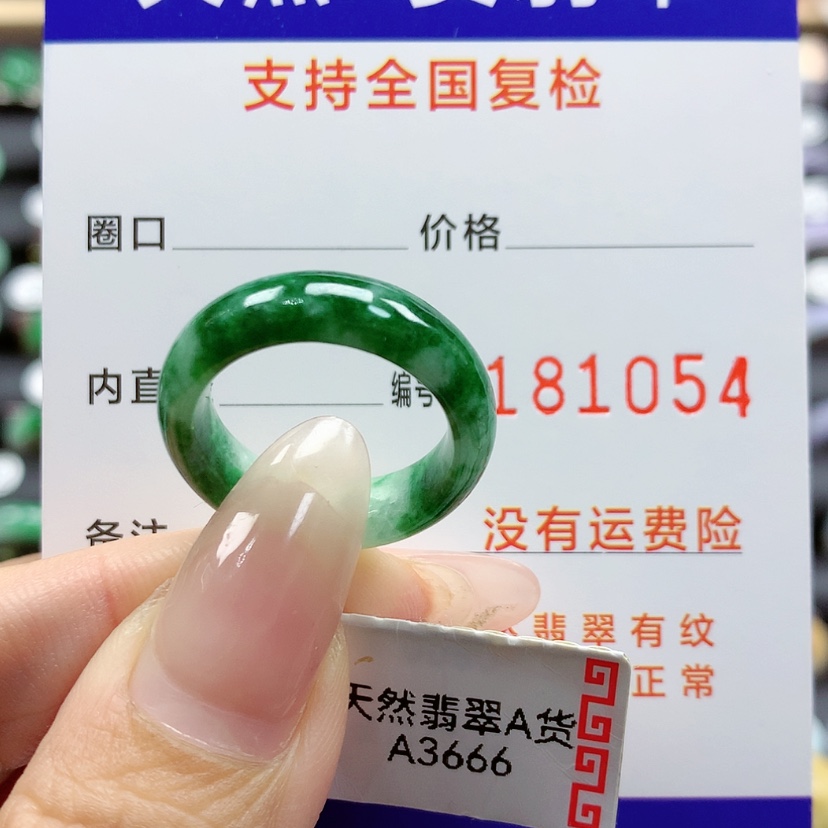 支持全国复检
圈口 价格
内直 编号 181054
备注 没有运费险
翡翠有纹
正常
天然翡翠A货
A3666